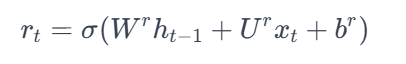 r_t = σ(W^r h_{t−1} + U^r x_t + b^r)